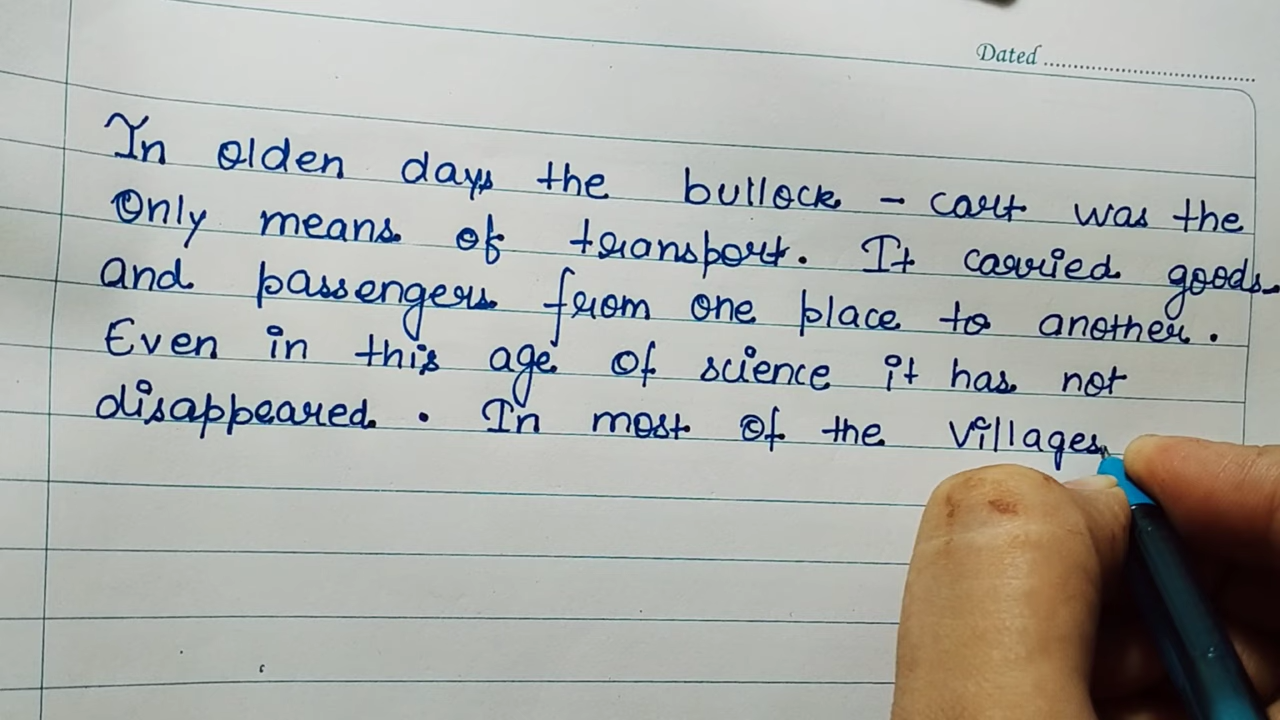 Dated
In olden days the bullock - cart was the
only means of transport. It carried goods
and passengers from one place to another.
Even in this age of science it has not
disappeared. In most of the villages